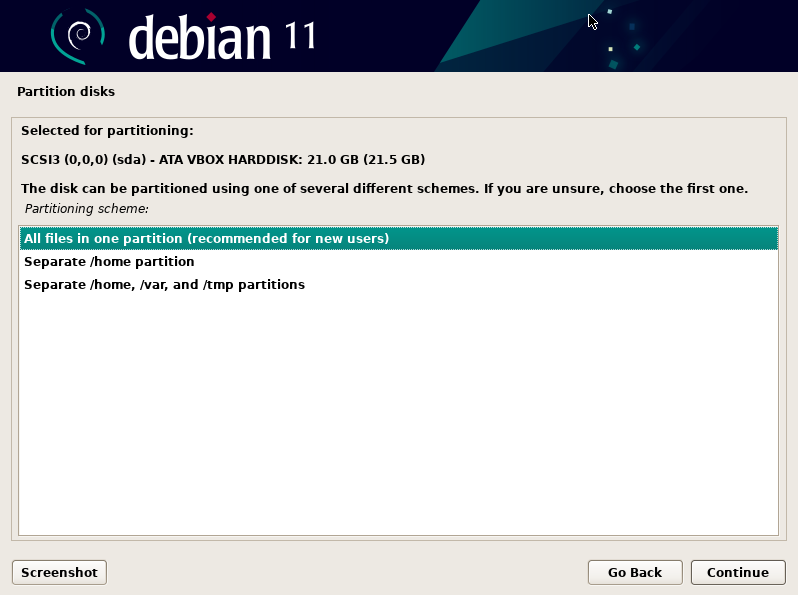 debian 11
Partition disks
Selected for partitioning:
SCSI3 (0,0,0) (sda) - ATA VBOX HARDDISK: 21.0 GB (21.5 GB)
The disk can be partitioned using one of several different schemes. If you are unsure, choose the first one.
Partitioning scheme:
All files in one partition (recommended for new users)
Separate /home partition
Separate /home, /var, and /tmp partitions
Screenshot Go Back Continue